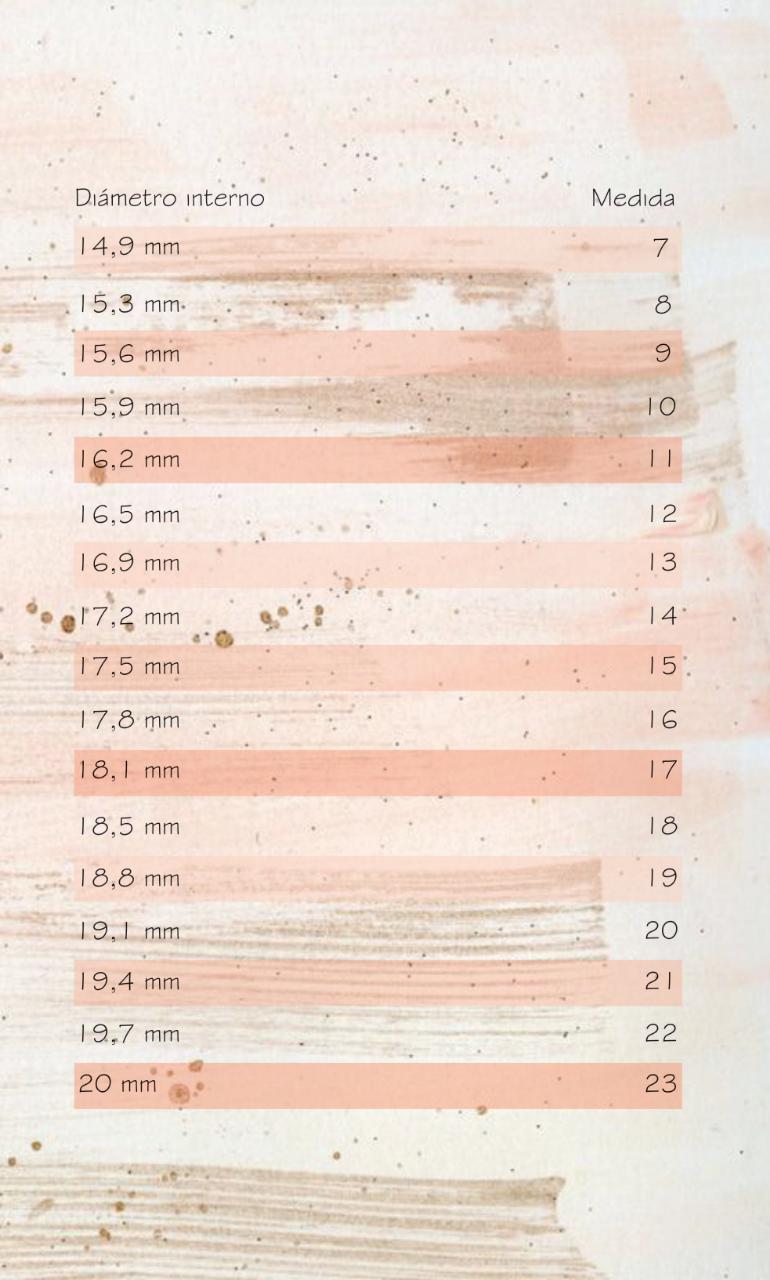 Diámetro interno Medida
14,9 mm 7
15,3 mm 8
15,6 mm 9
15,9 mm 10
16,2 mm 11
16,5 mm 12
16,9 mm 13
17,2 mm 14
17,5 mm 15
17,8 mm 16
18,1 mm 17
18,5 mm 18
18,8 mm 19
19,1 mm 20
19,4 mm 21
19,7 mm 22
20 mm 23